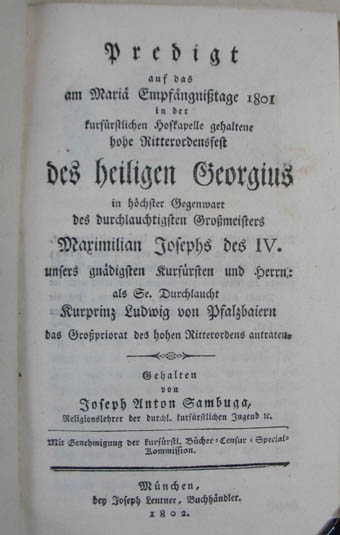 Predigt
auf das
am Mariä Empfängnißtage 1801
in der
kurfürstlichen Hofkapelle gehaltene
hohe Ritterordensfest
des heiligen Georgius
in höchster Gegenwart
des durchlauchtigsten Großmeisters
Maximilian Josephs des IV.
unsers gnädigsten Kurfürsten und Herrn:
als Se. Durchlaucht
Kurprinz Ludwig von Pfalzbaiern
das Großpriorat des hohen Ritterordens antraten.
Gehalten
von
Joseph Anton Sambuga,
Religionslehrer der durchl. kurfürstlichen Jugend ꝛc.
Mit Genehmigung der kurfürstl. Bücher-Censur-Special-
Kommission.
München,
bey Joseph Lentner, Buchhändler.
1802.